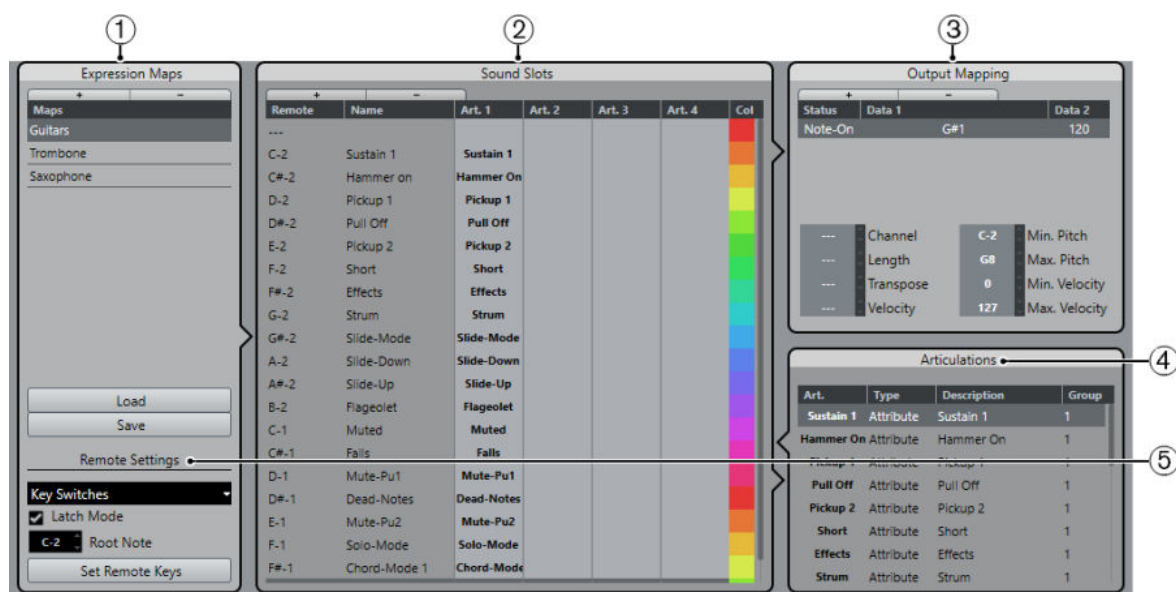 1
2
3
Expression Maps
+ -
Maps
Guitars
Trombone
Saxophone
Load
Save
Remote Settings
5
Key Switches
Latch Mode
C-2 Root Note
Set Remote Keys
Sound Slots
+ -
Remote Name Art. 1 Art. 2 Art. 3 Art. 4 Col
---
C-2 Sustain 1 Sustain 1
C#-2 Hammer on Hammer On
D-2 Pickup 1 Pickup 1
D#-2 Pull Off Pull Off
E-2 Pickup 2 Pickup 2
F-2 Short Short
F#-2 Effects Effects
G-2 Strum Strum
G#-2 Slide-Mode Slide-Mode
A-2 Slide-Down Slide-Down
A#-2 Slide-Up Slide-Up
B-2 Flageolet Flageolet
C-1 Muted Muted
C#-1 Falls Falls
D-1 Mute-Pu1 Mute-Pu1
D#-1 Dead-Notes Dead-Notes
E-1 Mute-Pu2 Mute-Pu2
F-1 Solo-Mode Solo-Mode
F#-1 Chord-Mode 1 Chord-Mode
Output Mapping
+ -
Status Data 1 Data 2
Note-On G#1 120
--- Channel C-2 Min. Pitch
--- Length G8 Max. Pitch
--- Transpose 0 Min. Velocity
--- Velocity 127 Max. Velocity
Articulations
4
Art. Type Description Group
Sustain 1 Attribute Sustain 1 1
Hammer On Attribute Hammer On 1
Pickup 1 Attribute Pickup 1 1
Pull Off Attribute Pull Off 1
Pickup 2 Attribute Pickup 2 1
Short Attribute Short 1
Effects Attribute Effects 1
Strum Attribute Strum 1